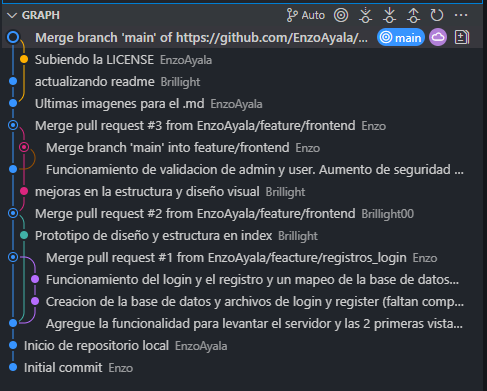 GRAPH Auto
Merge branch 'main' of https://github.com/EnzoAyala/... main
Subiendo la LICENSE EnzoAyala
actualizando readme Brillight
Ultimas imagenes para el .md EnzoAyala
Merge pull request #3 from EnzoAyala/feature/frontend Enzo
Merge branch 'main' into feature/frontend Enzo
Funcionamiento de validacion de admin y user. Aumento de seguridad ...
mejoras en la estructura y diseño visual Brillight
Merge pull request #2 from EnzoAyala/feature/frontend Brillight00
Prototipo de diseño y estructura en index Brillight
Merge pull request #1 from EnzoAyala/feacture/registros_login Enzo
Funcionamiento del login y el registro y un mapeo de la base de datos...
Creacion de la base de datos y archivos de login y register (faltan comp...
Agregue la funcionalidad para levantar el servidor y las 2 primeras vista...
Inicio de repositorio local EnzoAyala
Initial commit Enzo